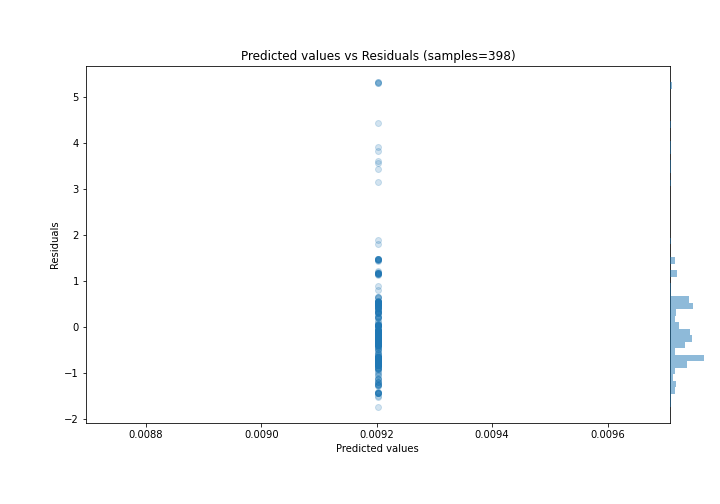 Predicted values vs Residuals (samples=398)
Residuals
5
4
3
2
1
0
−1
−2
0.0088 0.0090 0.0092 0.0094 0.0096
Predicted values